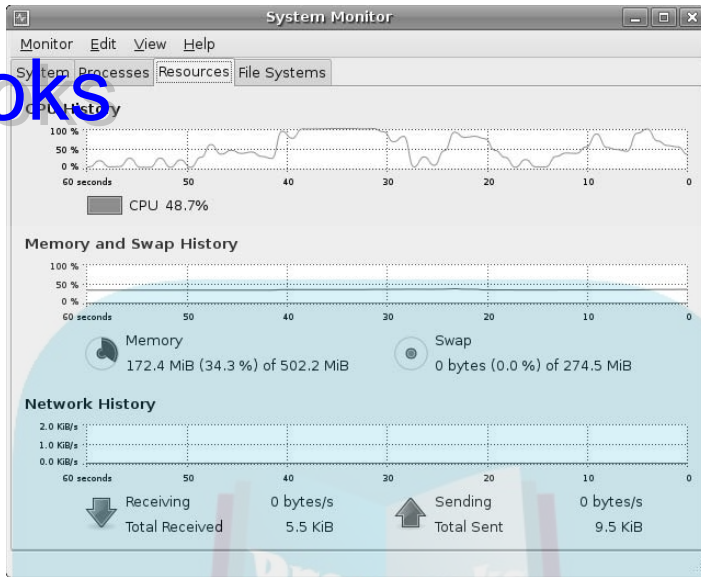 System Monitor
Monitor Edit View Help
System Processes Resources File Systems
oks
CPU History
100 %
50 %
0 %
60 seconds 50 40 30 20 10 0
CPU 48.7%
Memory and Swap History
100 %
50 %
0 %
60 seconds 50 40 30 20 10 0
Memory Swap
172.4 MiB (34.3 %) of 502.2 MiB 0 bytes (0.0 %) of 274.5 MiB
Network History
2.0 KiB/s
1.0 KiB/s
0.0 KiB/s
60 seconds 50 40 30 20 10 0
Receiving 0 bytes/s Sending 0 bytes/s
Total Received 5.5 KiB Total Sent 9.5 KiB